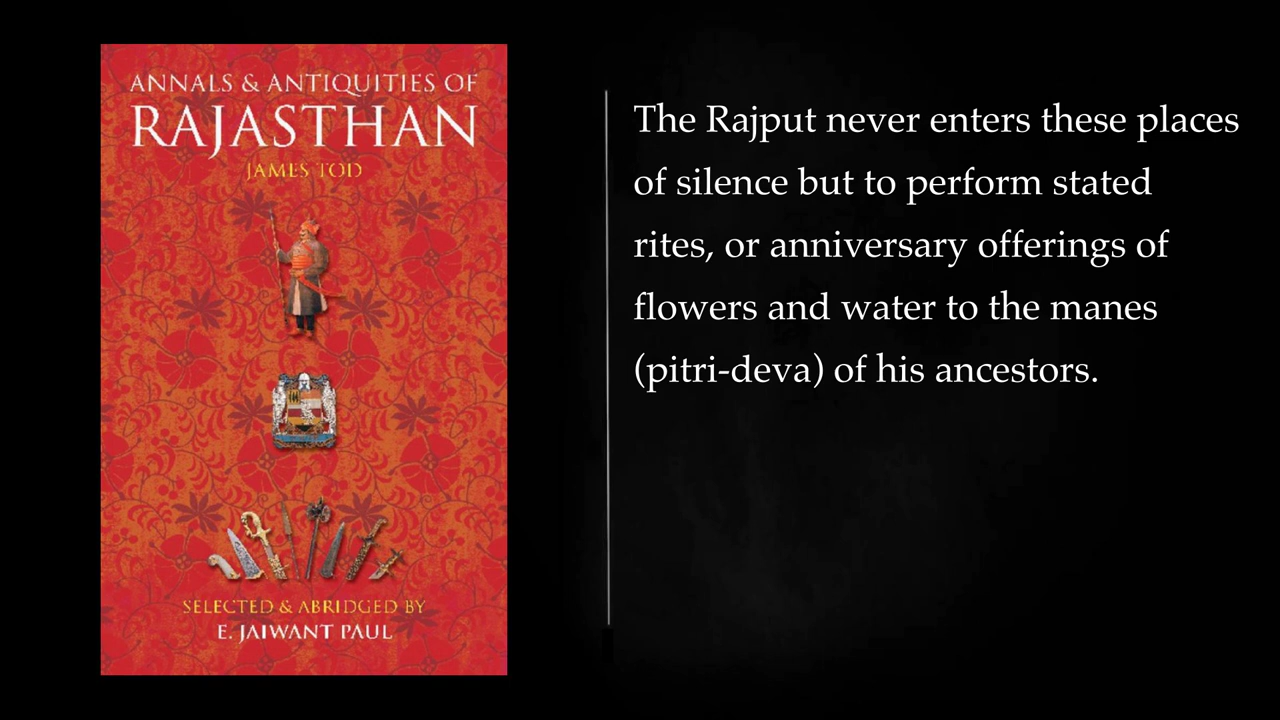 ANNALS & ANTIQUITIES OF
RAJASTHAN
JAMES TOD
SELECTED & ABRIDGED BY
E. JAIWANT PAUL
The Rajput never enters these places
of silence but to perform stated
rites, or anniversary offerings of
flowers and water to the manes
(pitri-deva) of his ancestors.